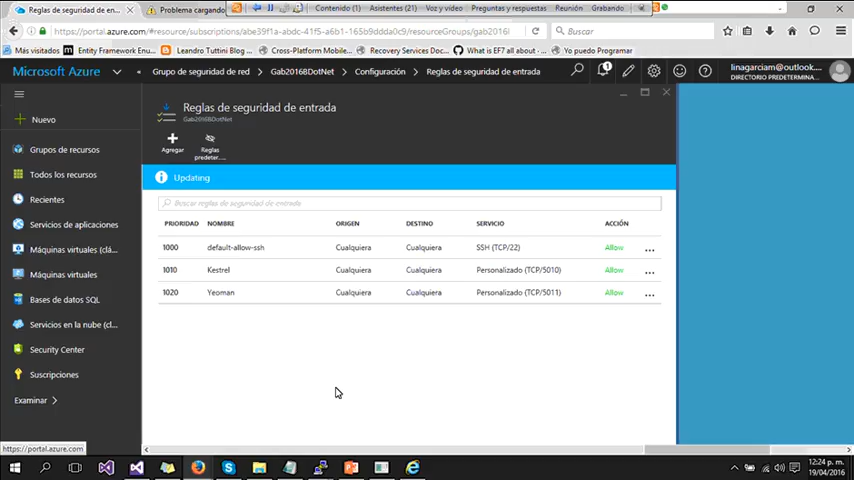 Reglas de seguridad de e...
Problema cargando
Contenido (1)
Asistentes (21)
Voz y video
Preguntas y respuestas
Reunión
Grabando
https://portal.azure.com/#resource/subscriptions/abe39f1a-abdc-41f5-a6b1-165b9ddda0c9/resourceGroups/gab2016
Buscar
Más visitados
Entity Framework Enu...
Leandro Tuttini Blog ...
Cross-Platform Mobile...
Recovery Services Doc...
What is EF7 all about - ...
Yo puedo Programar
Microsoft Azure
Grupo de seguridad de red
Gab2016BDotNet
Configuración
Reglas de seguridad de entrada
1
linagarciam@outlook....
DIRECTORIO PREDETERMINA...
Reglas de seguridad de entrada
Gab2016BDotNet
Nuevo
Agregar
Reglas
predeter....
Grupos de recursos
Todos los recursos
Updating
Recientes
Buscar reglas de seguridad de entrada
Servicios de aplicaciones
PRIORIDAD NOMBRE ORIGEN DESTINO SERVICIO ACCIÓN
Máquinas virtuales (clá...
1000 default-allow-ssh Cualquiera Cualquiera SSH (TCP/22) Allow ...
Máquinas virtuales
1010 Kestrel Cualquiera Cualquiera Personalizado (TCP/5010) Allow ...
Bases de datos SQL
1020 Yeoman Cualquiera Cualquiera Personalizado (TCP/5011) Allow ...
Servicios en la nube (cl...
Security Center
Suscripciones
Examinar
https://portal.azure.com
12:24 p. m.
19/04/2016